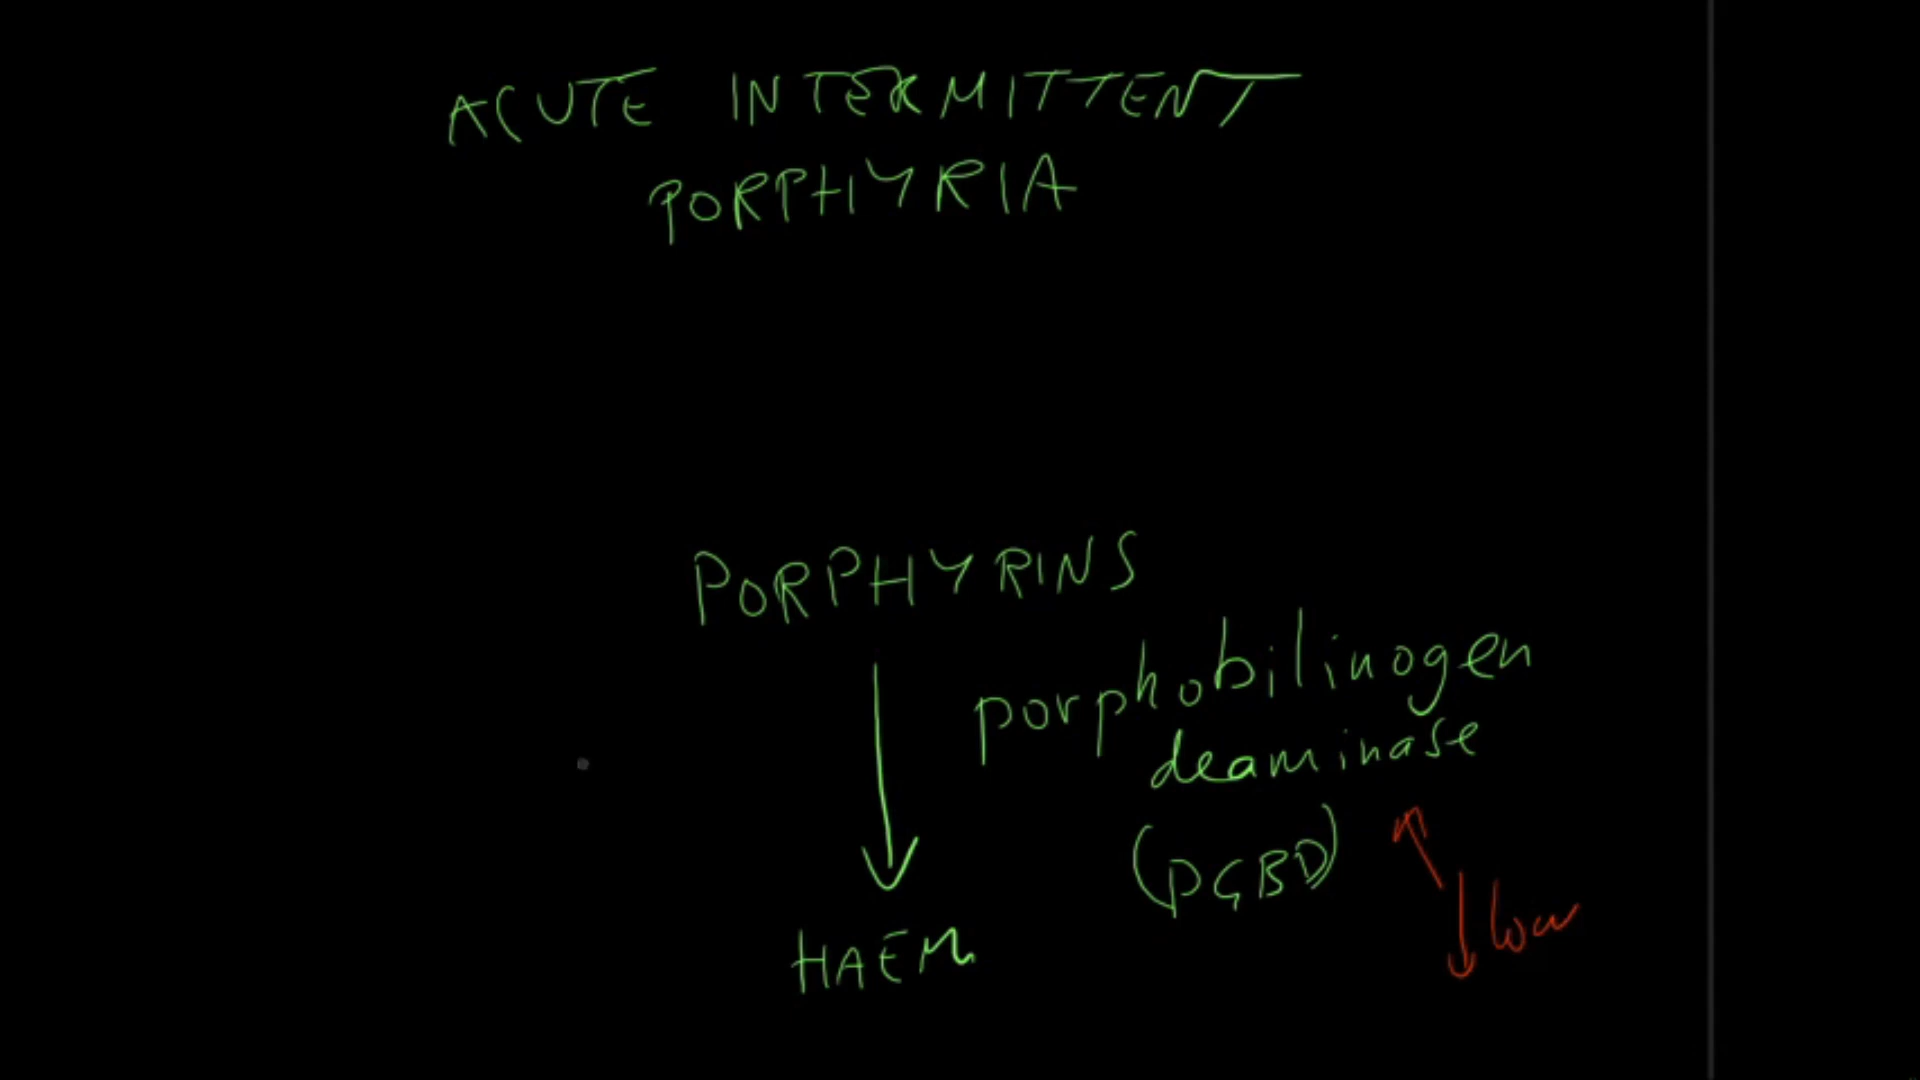 ACUTE INTERMITTENT
PORPHYRIA
PORPHYRINS
porphobilinogen
deaminase
(PGBD)
low
HAEM